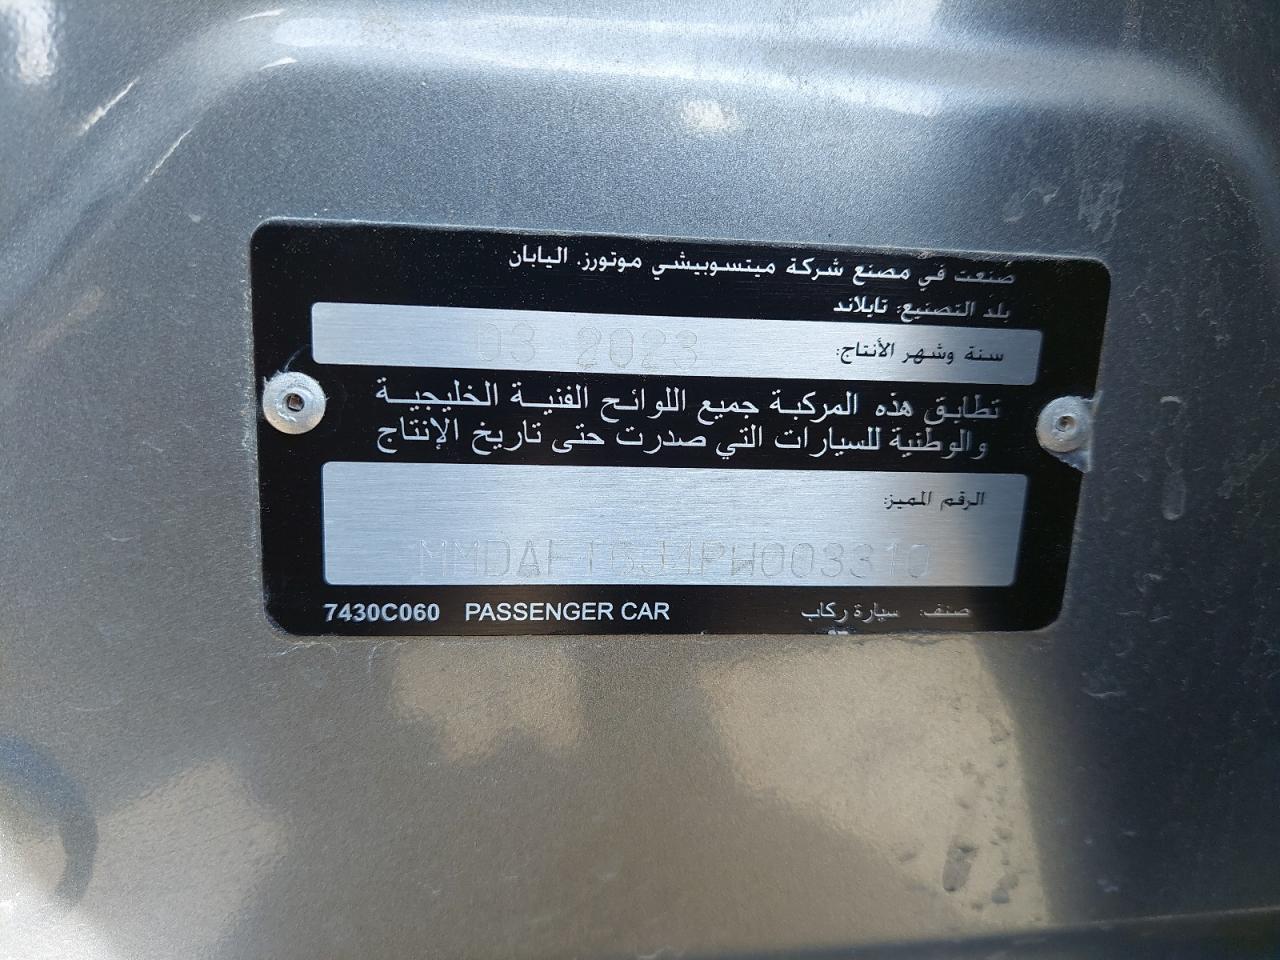 صنعت في مصنع شركة ميتسوبيشي موتورز. اليابان
بلد التصنيع: تايلاند
سنة وشهر الأنتاج: 03 2023
تطابق هذه المركبة جميع اللوائح الفنية الخليجية
والوطنية للسيارات التي صدرت حتى تاريخ الإنتاج
الرقم المميز:
7430C060 PASSENGER CAR صنف: سيارة ركاب